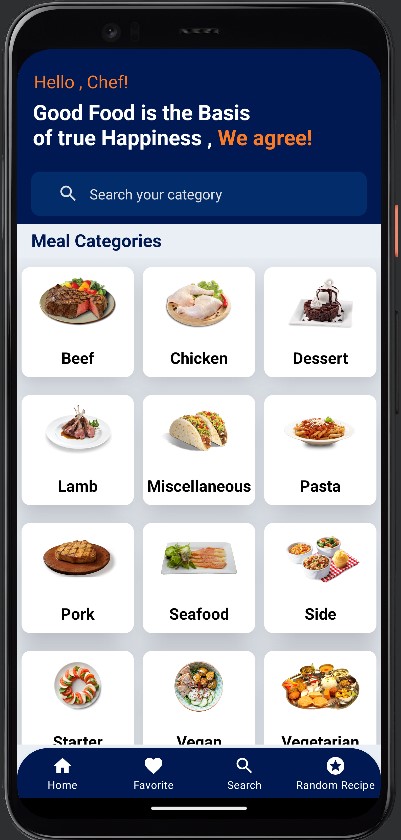 Hello , Chef!
Good Food is the Basis
of true Happiness , We agree!
Search your category
Meal Categories
Beef
Chicken
Dessert
Lamb
Miscellaneous
Pasta
Pork
Seafood
Side
Starter
Vegan
Vegetarian
Home
Favorite
Search
Random Recipe